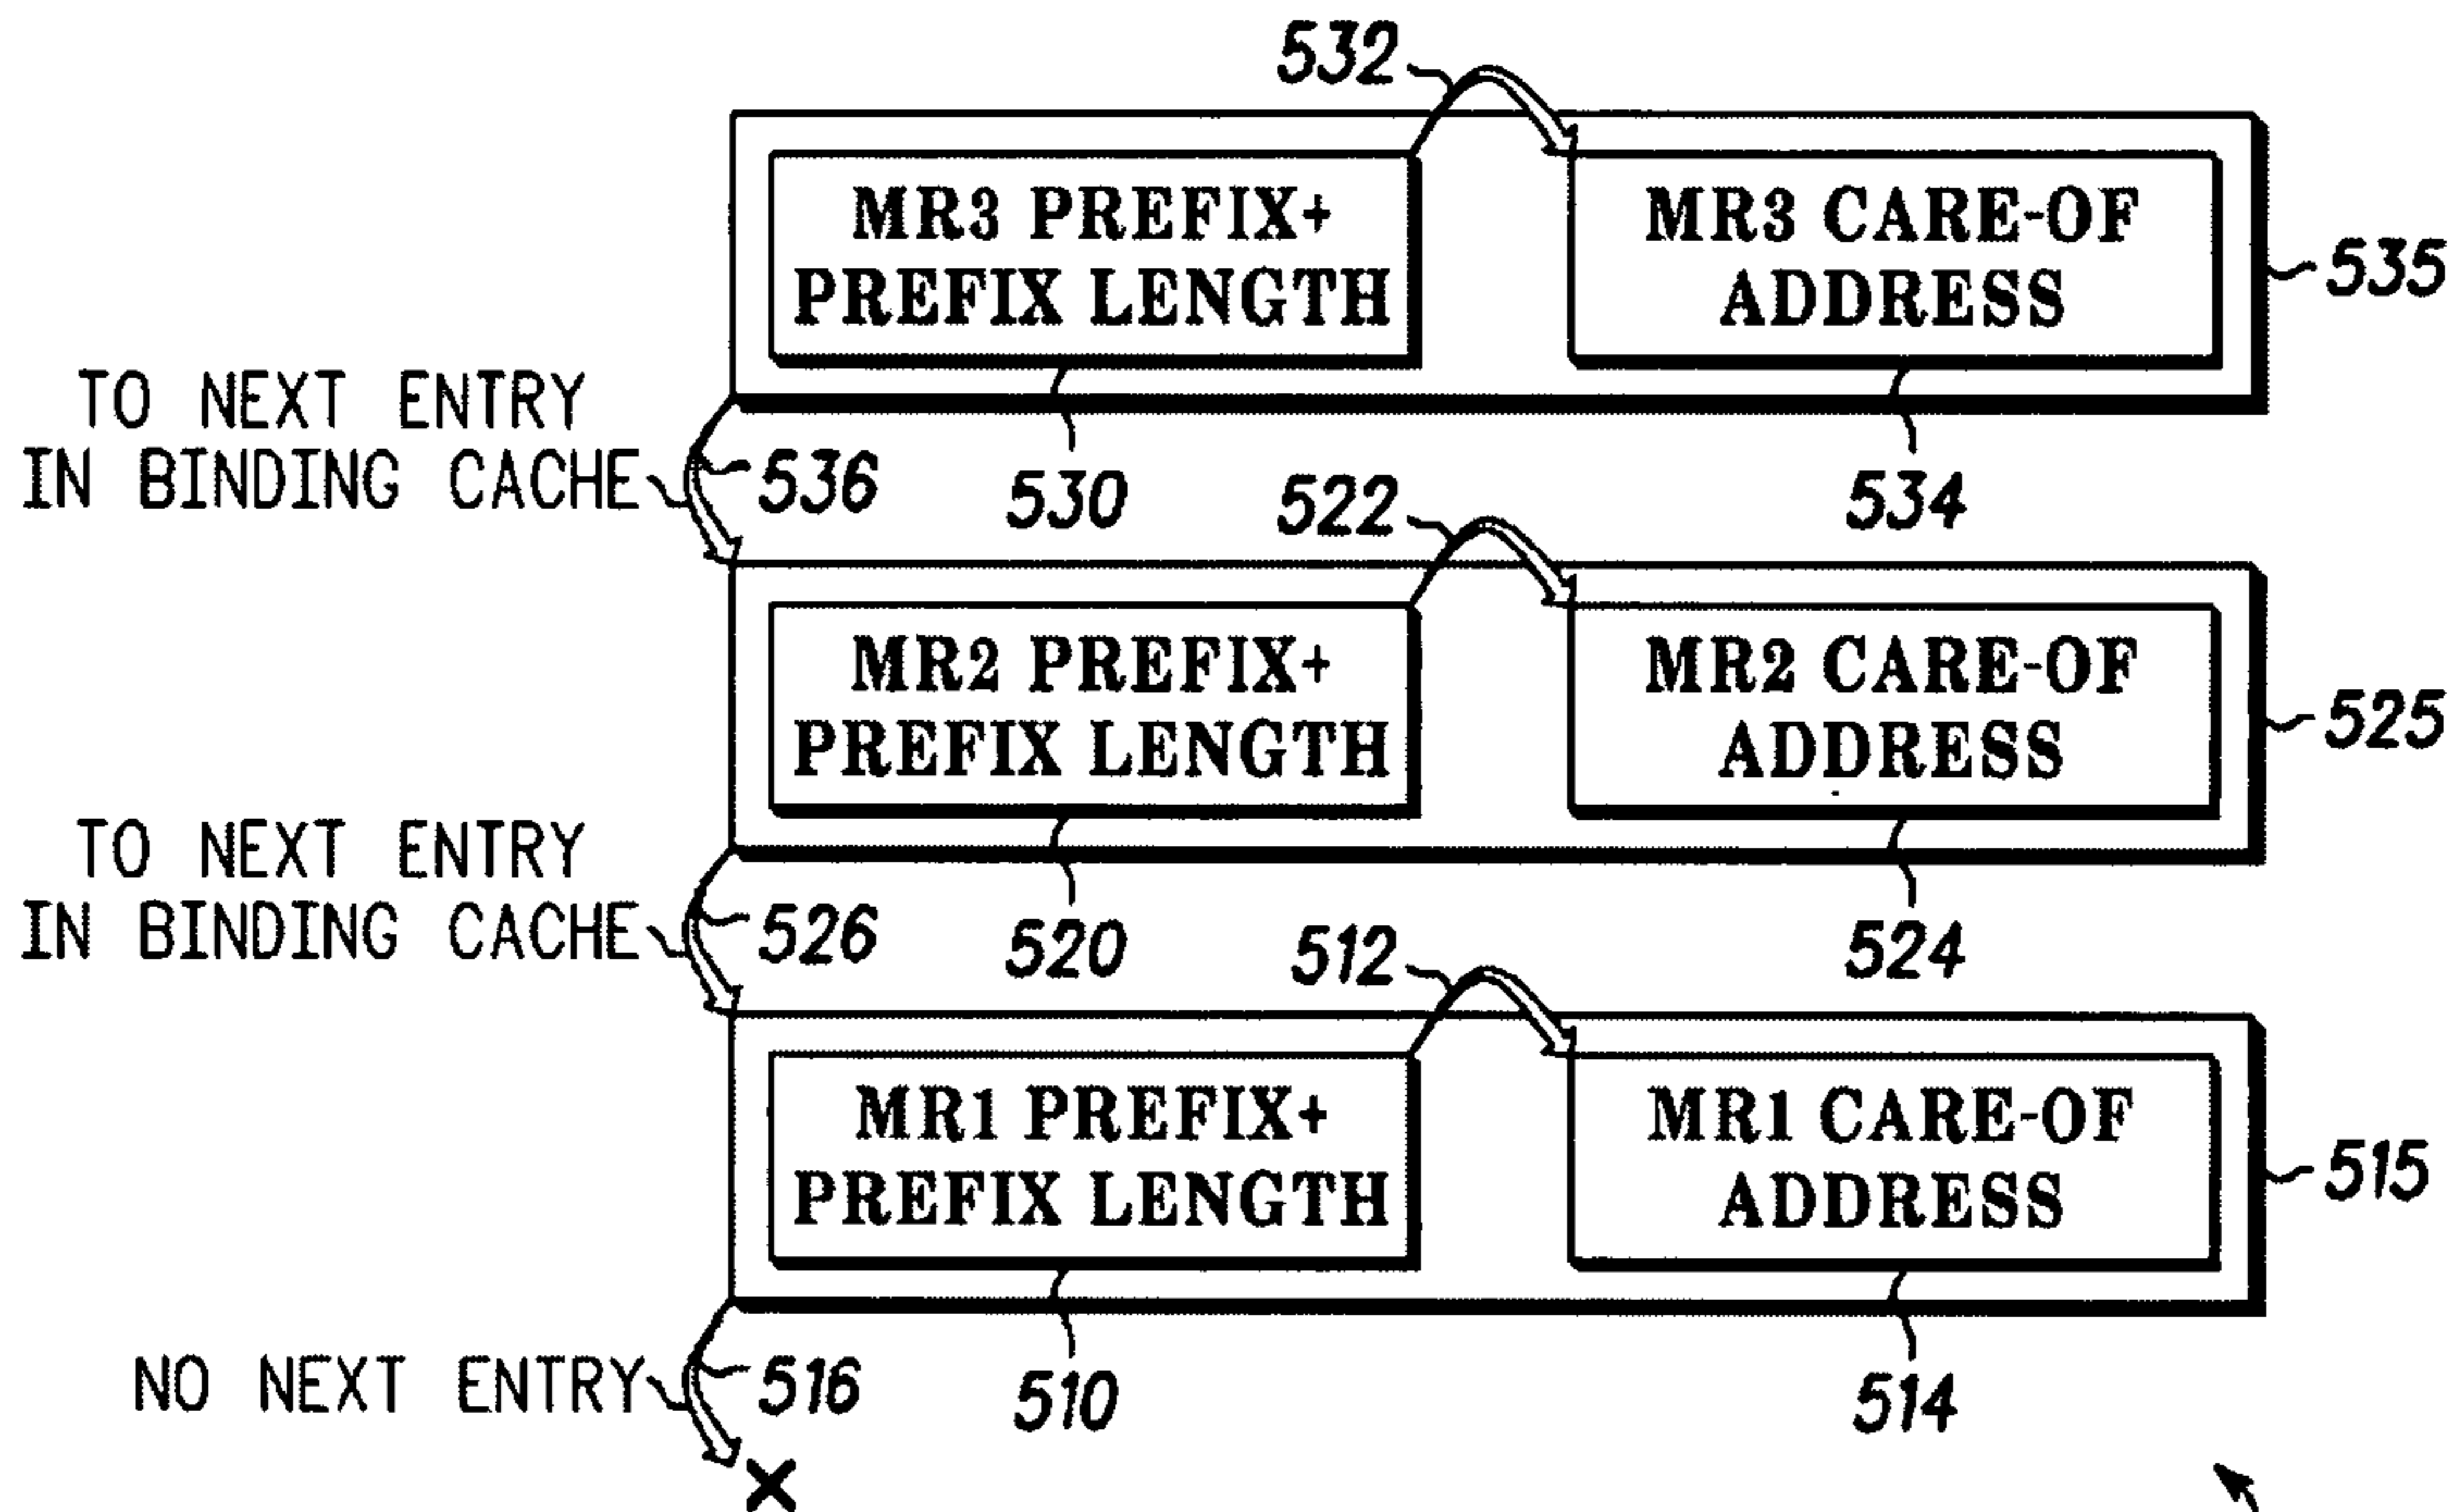 532
MR3 PREFIX+
PREFIX LENGTH
MR3 CARE-OF
ADDRESS
535
TO NEXT ENTRY
IN BINDING CACHE
536
530
534
522
MR2 PREFIX+
PREFIX LENGTH
MR2 CARE-OF
ADDRESS
525
TO NEXT ENTRY
IN BINDING CACHE
526
520
524
512
MR1 PREFIX+
PREFIX LENGTH
MR1 CARE-OF
ADDRESS
515
NO NEXT ENTRY
516
510
514